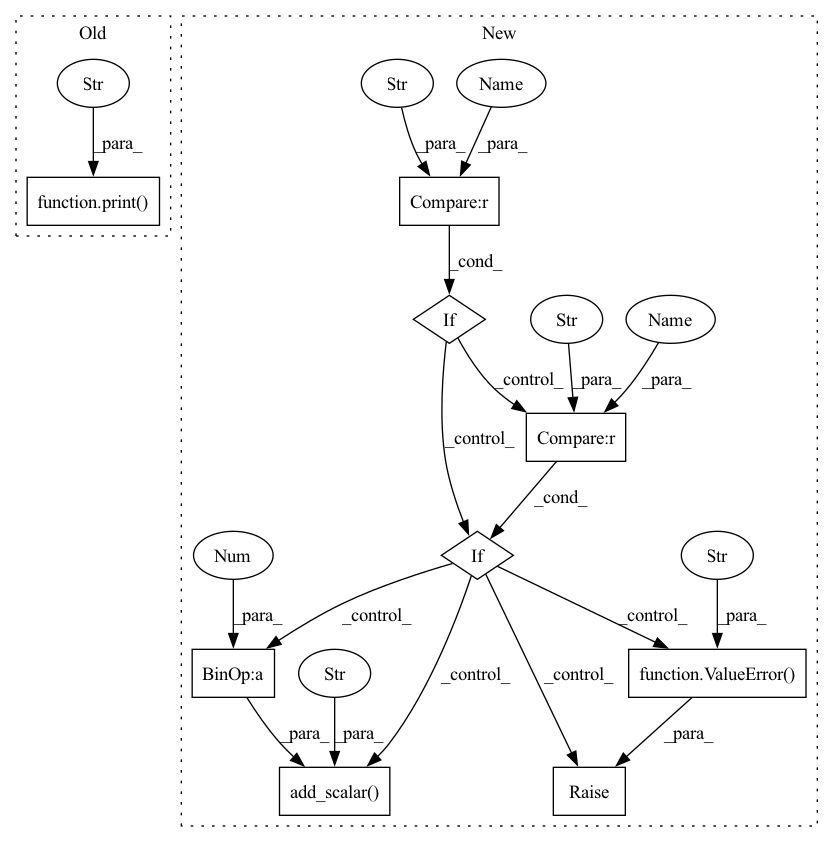 Old
New
Str
Str
Name
_para_
_para_
_para_
function.print()
Compare:r
_cond_
If
Str
Name
_control_
_para_
_para_
_control_
Compare:r
_cond_
Num
If
Str
_para_
_control_
_control_
_para_
BinOp:a
Str
_control_
_control_
function.ValueError()
_para_
_para_
_para_
add_scalar()
Raise